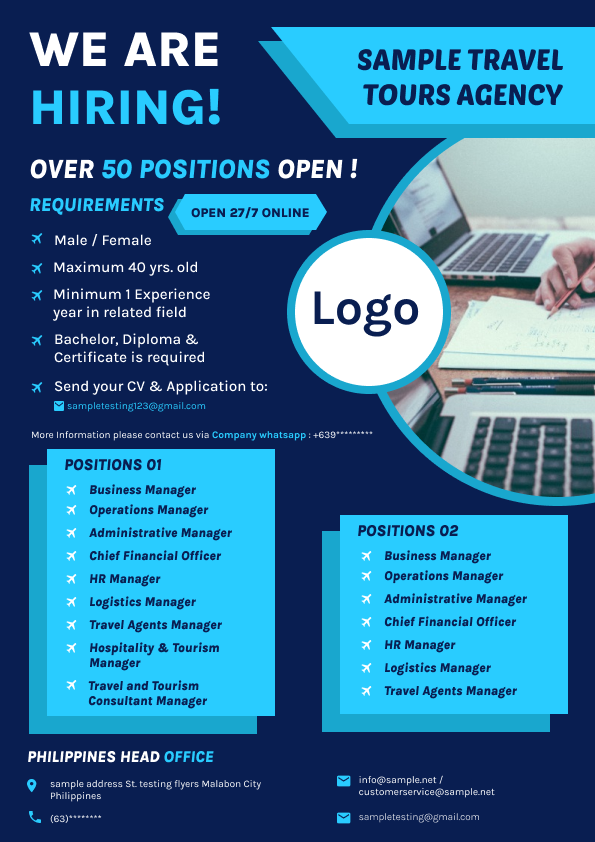 WE ARE
HIRING!
SAMPLE TRAVEL
TOURS AGENCY
OVER 50 POSITIONS OPEN !
REQUIREMENTS
OPEN 27/7 ONLINE
Male / Female
Maximum 40 yrs. old
Minimum 1 Experience
year in related field
Bachelor, Diploma &
Certificate is required
Send your CV & Application to:
sampletesting123@gmail.com
Logo
More Information please contact us via Company whatsapp : +639*********
POSITIONS 01
Business Manager
Operations Manager
Administrative Manager
Chief Financial Officer
HR Manager
Logistics Manager
Travel Agents Manager
Hospitality & Tourism
Manager
Travel and Tourism
Consultant Manager
POSITIONS 02
Business Manager
Operations Manager
Administrative Manager
Chief Financial Officer
HR Manager
Logistics Manager
Travel Agents Manager
PHILIPPINES HEAD OFFICE
sample address St. testing flyers Malabon City
Philippines
(63)********
info@sample.net /
customerservice@sample.net
sampletesting@gmail.com